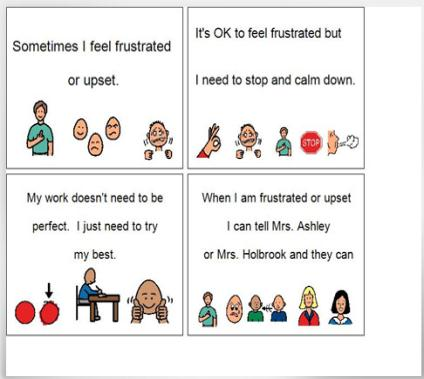 Sometimes I feel frustrated
or upset.
It's OK to feel frustrated but
I need to stop and calm down.
STOP
My work doesn't need to be
perfect. I just need to try
my best.
When I am frustrated or upset
I can tell Mrs. Ashley
or Mrs. Holbrook and they can